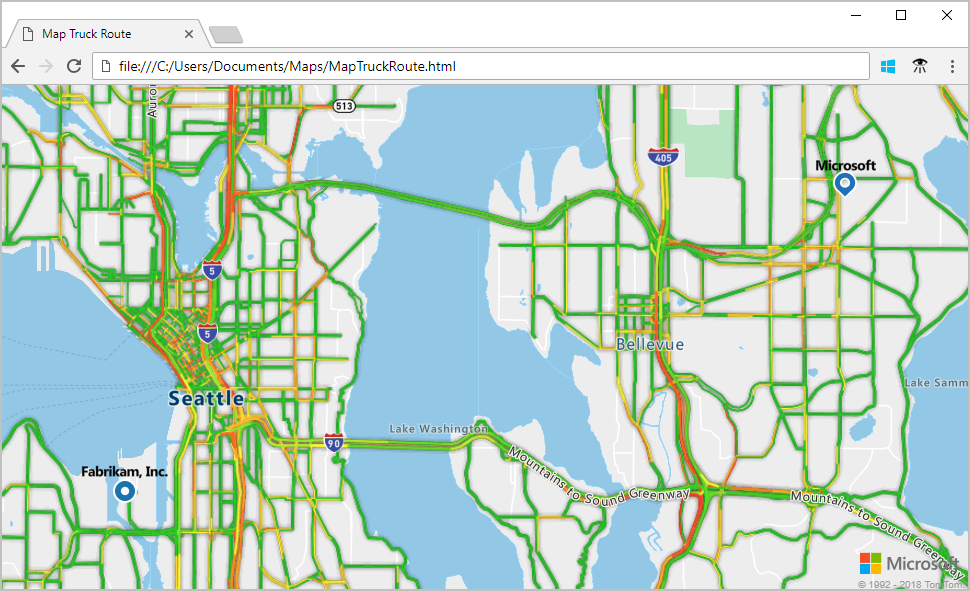 Map Truck Route
file:///C:/Users/Documents/Maps/MapTruckRoute.html
Auror
513
405
Microsoft
5
5
Bellevue
Seattle
Lake Samm
Lake Washington
90
Mountains to Sound Greenway
Mountains to Sound Greenway
Fabrikam, Inc.
Microsoft
© 1992 - 2018 TomTom